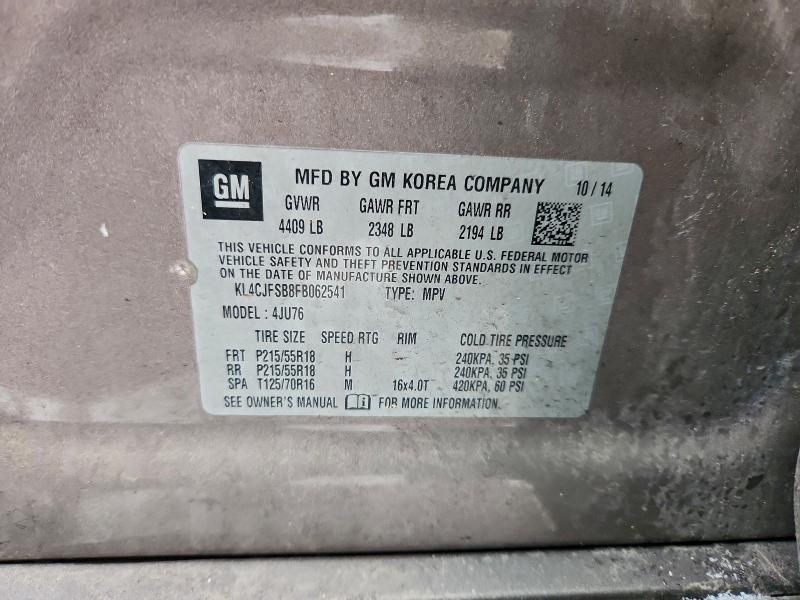 GM
MFD BY GM KOREA COMPANY 10 / 14
GVWR GAWR FRT GAWR RR
4409 LB 2348 LB 2194 LB
THIS VEHICLE CONFORMS TO ALL APPLICABLE U.S. FEDERAL MOTOR
VEHICLE SAFETY AND THEFT PREVENTION STANDARDS IN EFFECT
ON THE DATE OF MANUFACTURE SHOWN ABOVE.
KL4CJFSB8FB062541 TYPE: MPV
MODEL : 4JU76
TIRE SIZE SPEED RTG RIM COLD TIRE PRESSURE
FRT P215/55R18 H 240KPA, 35 PSI
RR P215/55R18 H 240KPA, 35 PSI
SPA T125/70R16 M 16x4.0T 420KPA, 60 PSI
SEE OWNER'S MANUAL FOR MORE INFORMATION.